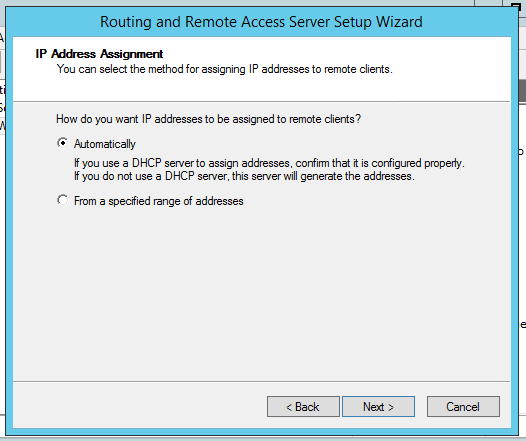 Routing and Remote Access Server Setup Wizard
IP Address Assignment
You can select the method for assigning IP addresses to remote clients.
How do you want IP addresses to be assigned to remote clients?
Automatically
If you use a DHCP server to assign addresses, confirm that it is configured properly.
If you do not use a DHCP server, this server will generate the addresses.
From a specified range of addresses
< Back
Next >
Cancel